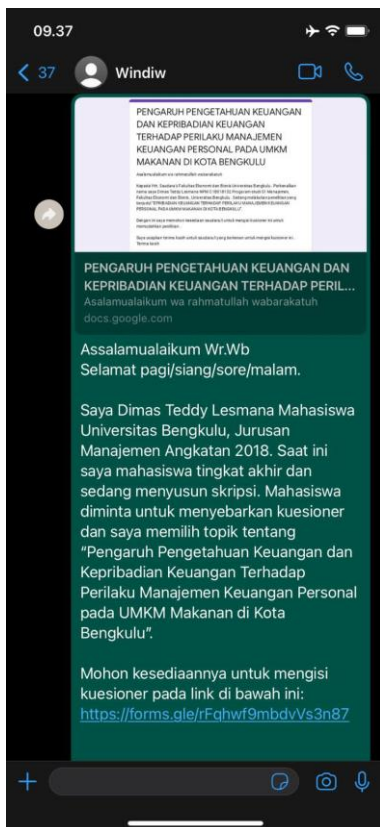 09.37
37
Windiw
PENGARUH PENGETAHUAN KEUANGAN
DAN KEPRIBADIAN KEUANGAN
TERHADAP PERILAKU MANAJEMEN
KEUANGAN PERSONAL PADA UMKM
MAKANAN DI KOTA BENGKULU
PENGARUH PENGETAHUAN KEUANGAN DAN
KEPRIBADIAN KEUANGAN TERHADAP PERIL...
Asalamualaikum wa rahmatullah wabarakatuh
docs.google.com
Assalamualaikum Wr.Wb
Selamat pagi/siang/sore/malam.
Saya Dimas Teddy Lesmana Mahasiswa
Universitas Bengkulu, Jurusan
Manajemen Angkatan 2018. Saat ini
saya mahasiswa tingkat akhir dan
sedang menyusun skripsi. Mahasiswa
diminta untuk menyebarkan kuesioner
dan saya memilih topik tentang
“Pengaruh Pengetahuan Keuangan dan
Kepribadian Keuangan Terhadap
Perilaku Manajemen Keuangan Personal
pada UMKM Makanan di Kota
Bengkulu”.
Mohon kesediaannya untuk mengisi
kuesioner pada link di bawah ini:
https://forms.gle/rFqhwf9mbdvVs3n87